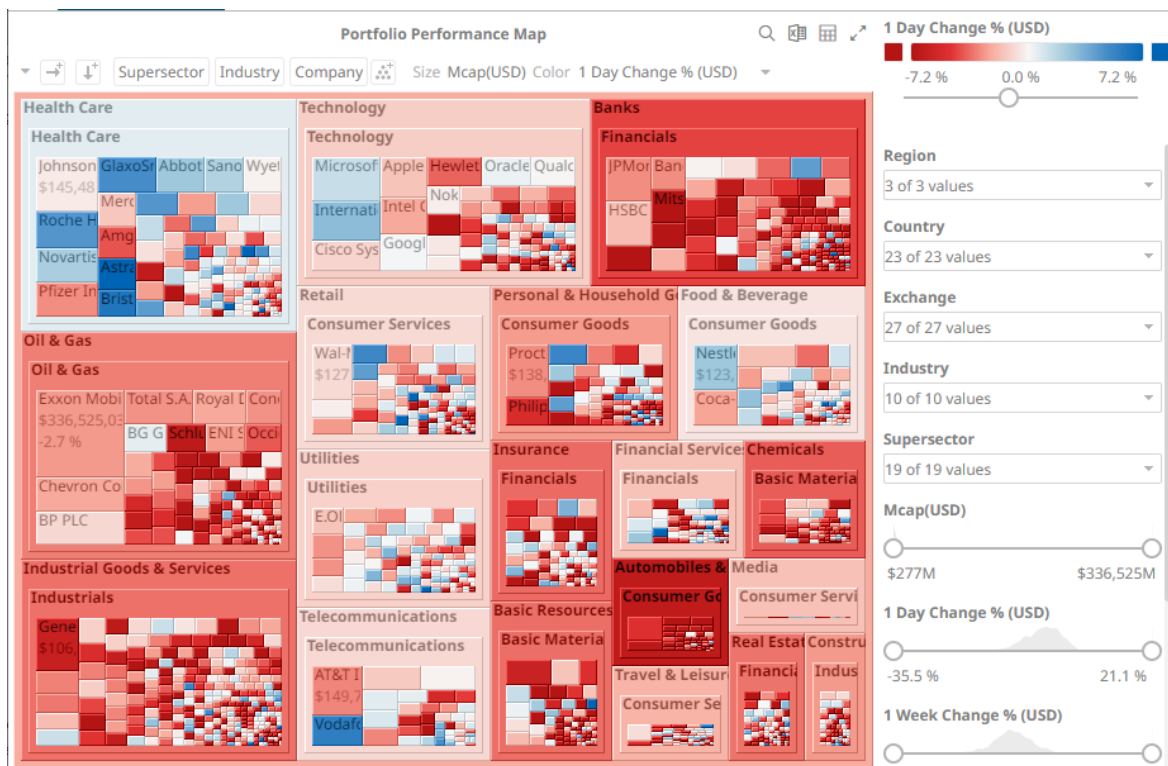 Portfolio Performance Map
Supersector Industry Company Size Mcap(USD) Color 1 Day Change % (USD)
Health Care
Health Care
Johnson GlaxoSr Abbot Sano Wyet
$145,48
Merc
Roche H
Amg
Novartis
Astra
Pfizer In
Brist
Technology
Technology
Microsof Apple Hewlet Oracle Qualc
Internati Intel C Nok
Cisco Sys Googl
Banks
Financials
JPMor Ban
HSBC Mits
Oil & Gas
Oil & Gas
Exxon Mobi Total S.A. Royal D Cono
$336,525,03
-2.7 %
BG G Schlu ENI S Occi
Chevron Co
BP PLC
Retail
Consumer Services
Wal-M
$127
Personal & Household Go
Consumer Goods
Proct
$138,
Philip
Food & Beverage
Consumer Goods
Nestle
$123,
Coca-
Utilities
Utilities
E.ON
Insurance
Financials
Financial Services
Financials
Chemicals
Basic Materia
Industrial Goods & Services
Industrials
Gene
$106,
Telecommunications
Telecommunications
AT&T I
$149,7
Vodafo
Basic Resources
Basic Materia
Automobiles &
Consumer Go
Media
Consumer Servi
Travel & Leisur
Consumer Se
Real Estat
Financia
Constru
Indus
1 Day Change % (USD)
-7.2 % 0.0 % 7.2 %
Region
3 of 3 values
Country
23 of 23 values
Exchange
27 of 27 values
Industry
10 of 10 values
Supersector
19 of 19 values
Mcap(USD)
$277M $336,525M
1 Day Change % (USD)
-35.5 % 21.1 %
1 Week Change % (USD)